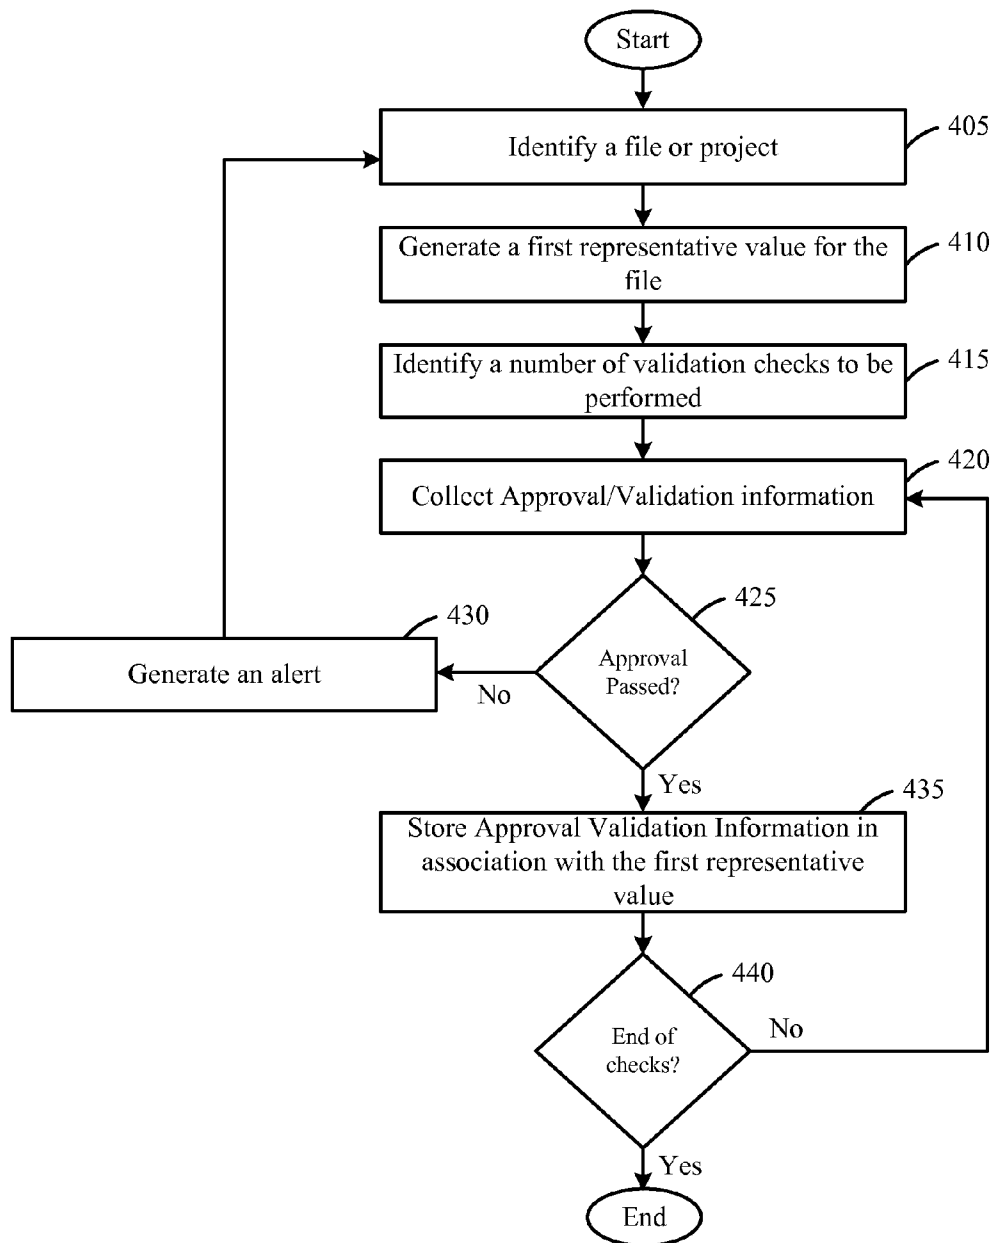 Start
405
Identify a file or project
410
Generate a first representative value for the
file
415
Identify a number of validation checks to be
performed
420
Collect Approval/Validation information
425
Approval
Passed?
430
Generate an alert
No
Yes
435
Store Approval Validation Information in
association with the first representative
value
440
End of
checks?
No
Yes
End